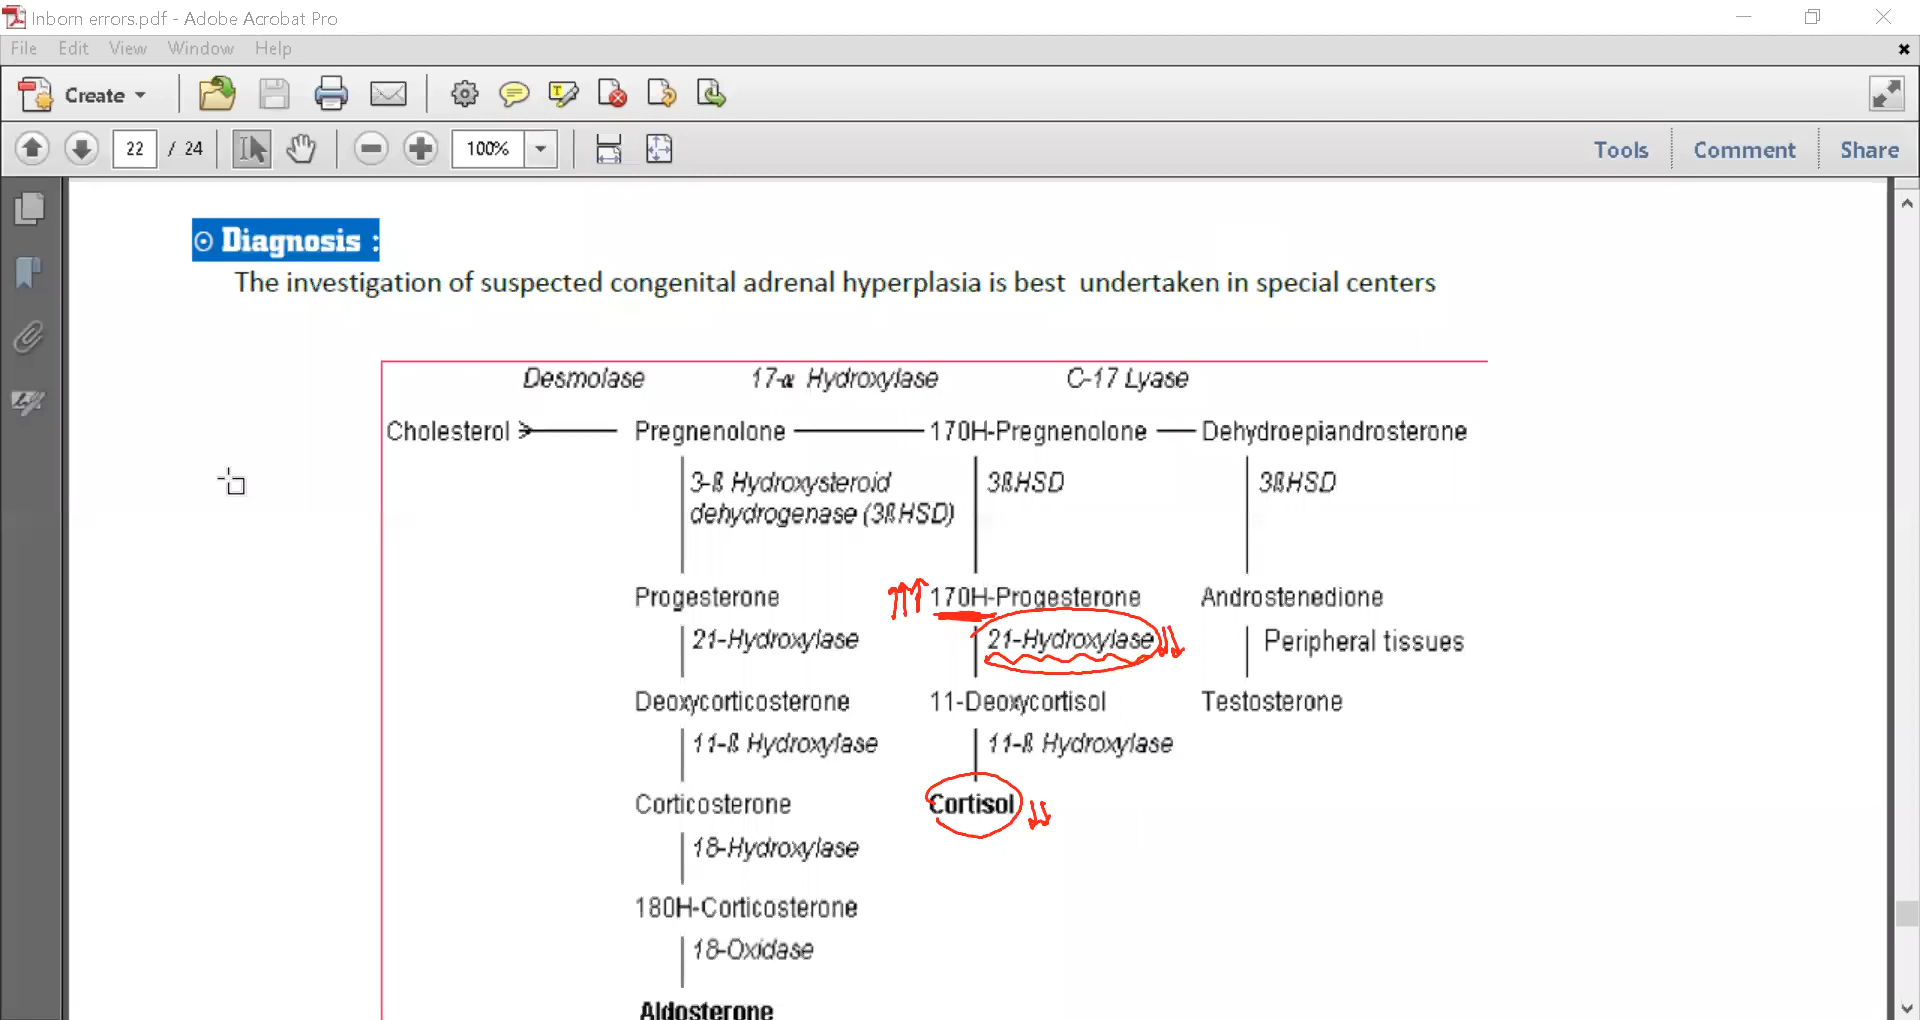 Inborn errors.pdf - Adobe Acrobat Pro
File Edit View Window Help
Create
22 / 24 100% Tools Comment Share
Diagnosis :
The investigation of suspected congenital adrenal hyperplasia is best undertaken in special centers
Desmolase 17-α Hydroxylase C-17 Lyase
Cholesterol Pregnenolone 170H-Pregnenolone Dehydroepiandrosterone
3-ß Hydroxysteroid 3ßHSD 3ßHSD
dehydrogenase (3ßHSD)
Progesterone 170H-Progesterone Androstenedione
21-Hydroxylase 21-Hydroxylase Peripheral tissues
Deoxycorticosterone 11-Deoxycortisol Testosterone
11-ß Hydroxylase 11-ß Hydroxylase
Corticosterone Cortisol
18-Hydroxylase
180H-Corticosterone
18-Oxidase
Aldosterone